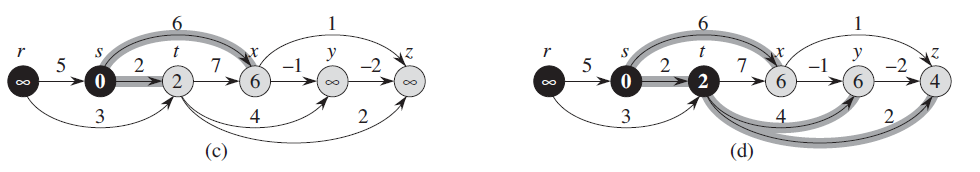 6 1
r s t x y z
5 2 7 –1 –2
∞ 0 2 6 ∞ ∞
3 4 2
(c)
6 1
r s t x y z
5 2 7 –1 –2
∞ 0 2 6 6 4
3 4 2
(d)